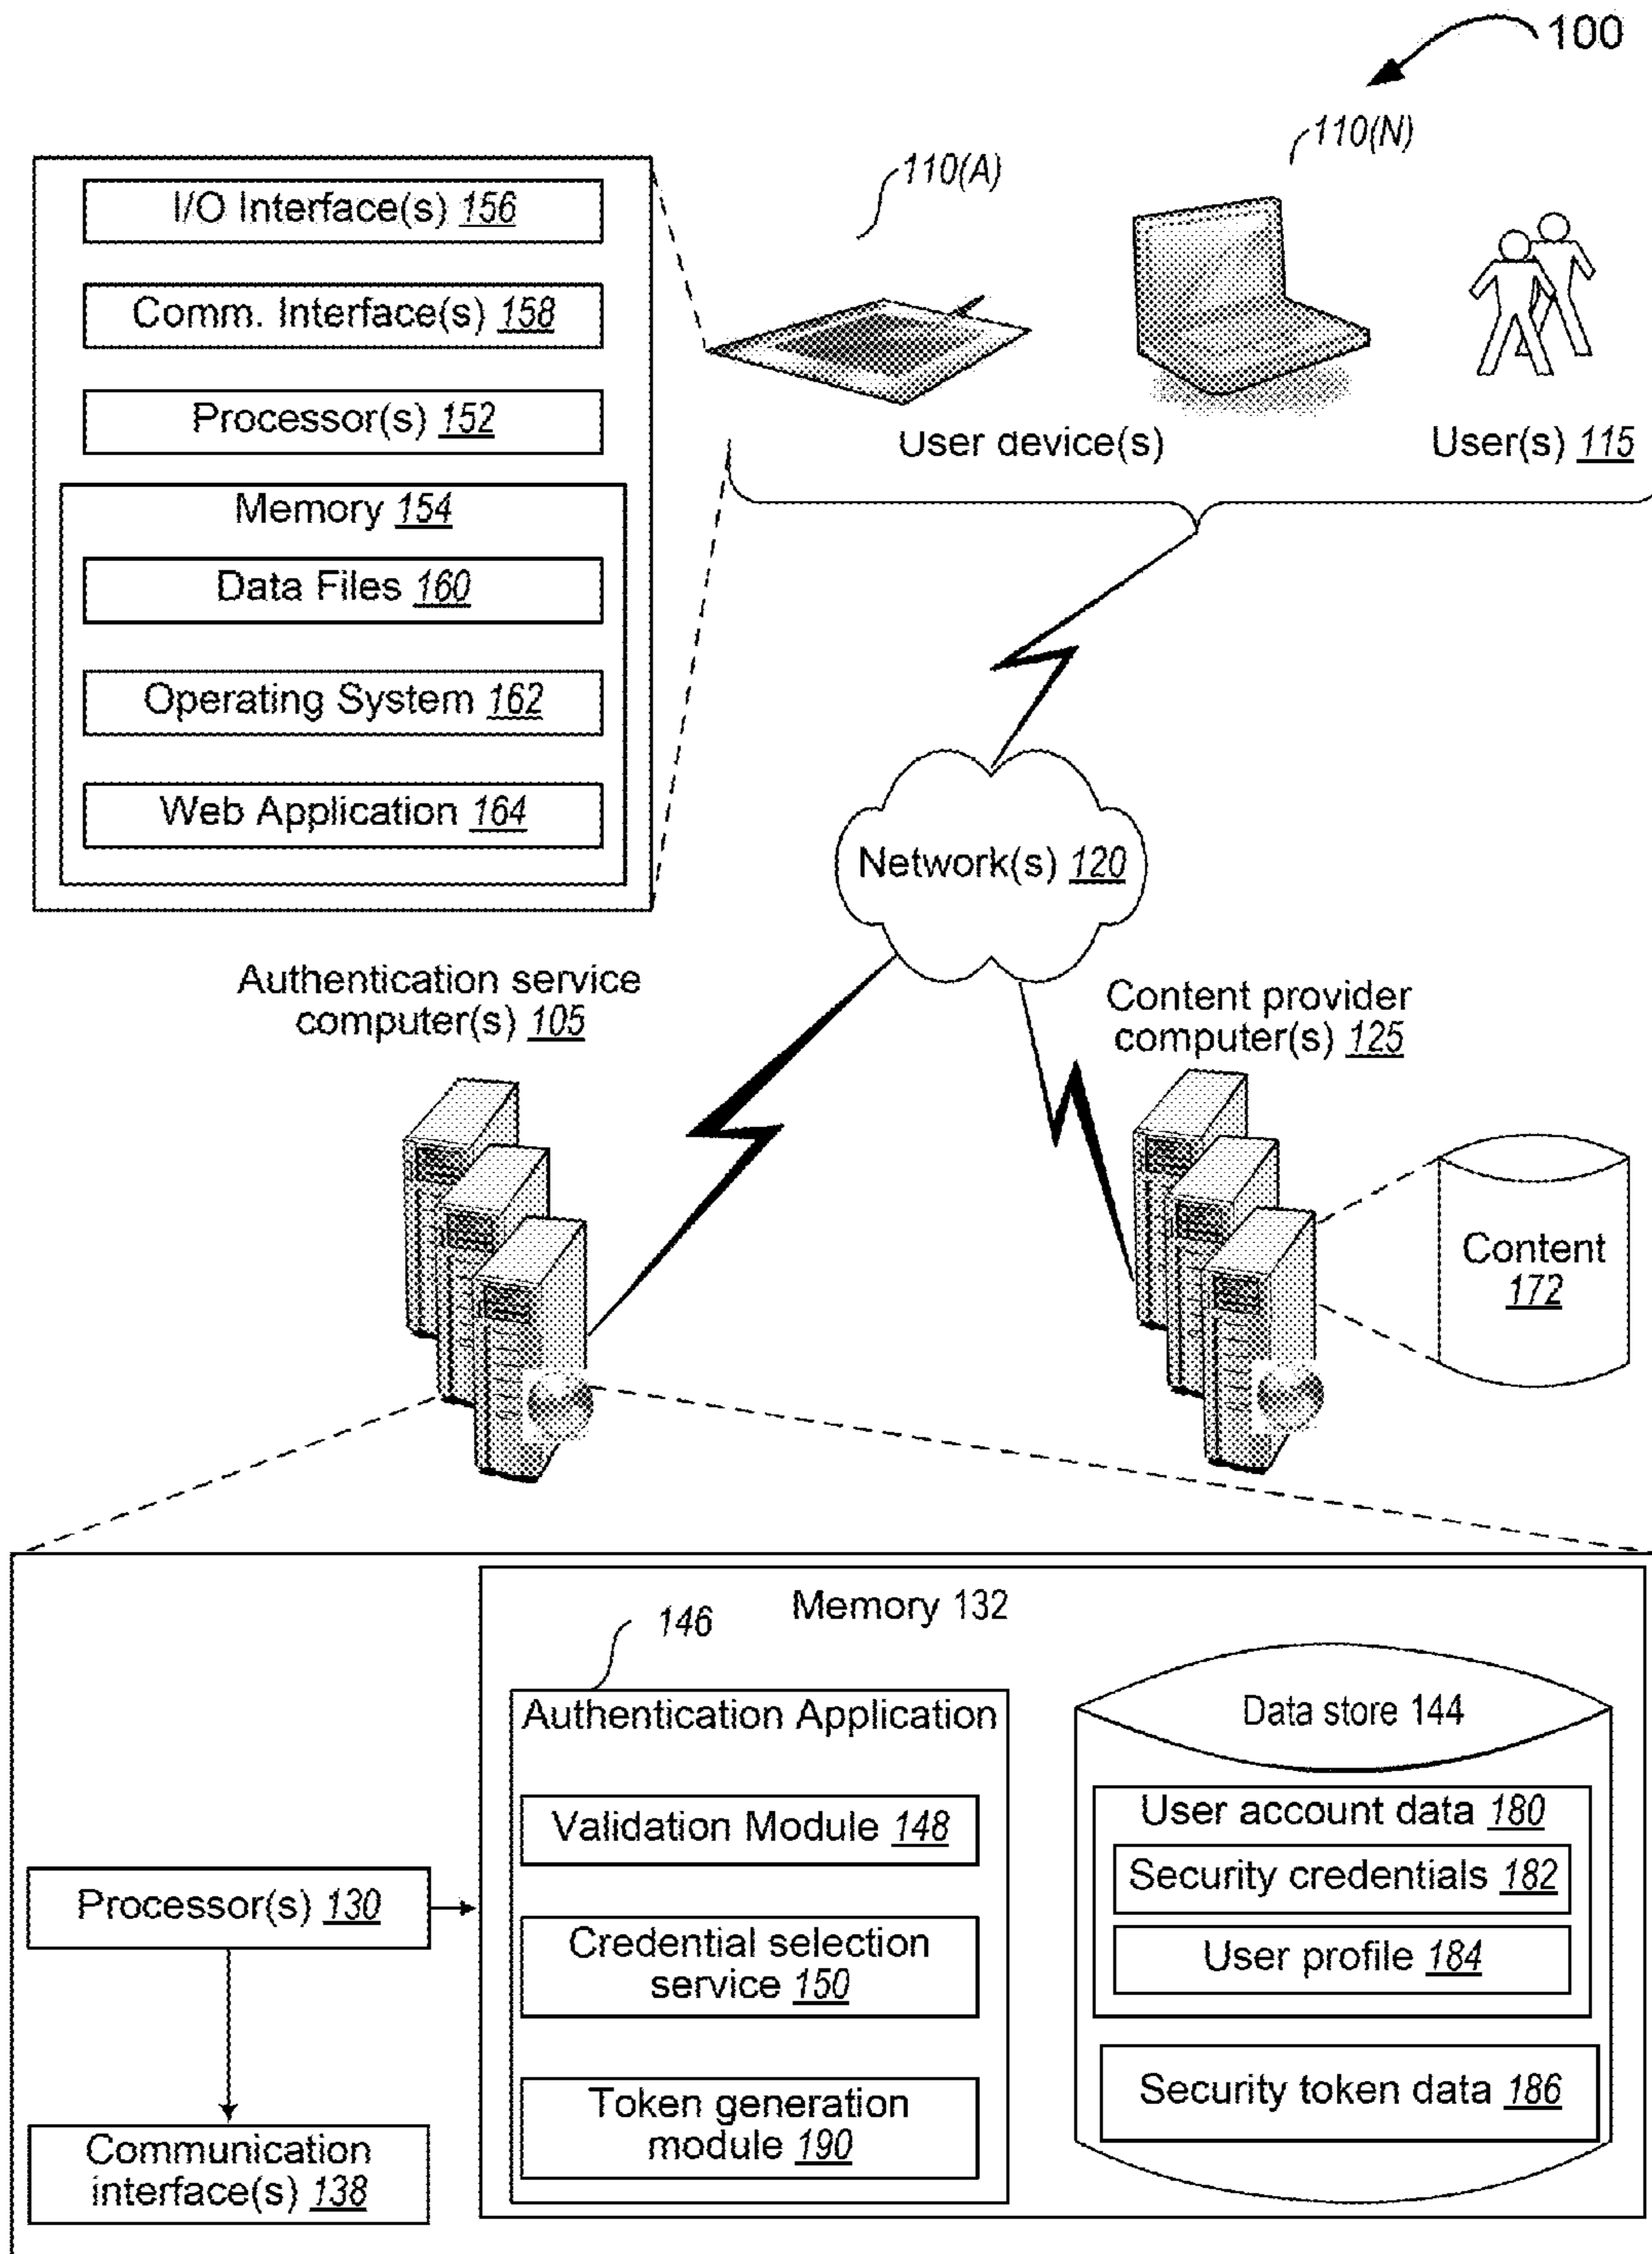 100
110(N)
110(A)
I/O Interface(s) 156
Comm. Interface(s) 158
Processor(s) 152
User device(s)
User(s) 115
Memory 154
Data Files 160
Operating System 162
Web Application 164
Network(s) 120
Authentication service
computer(s) 105
Content provider
computer(s) 125
Content
172
Memory 132
146
Authentication Application
Data store 144
Validation Module 148
User account data 180
Security credentials 182
User profile 184
Processor(s) 130
Credential selection
service 150
Security token data 186
Token generation
module 190
Communication
interface(s) 138